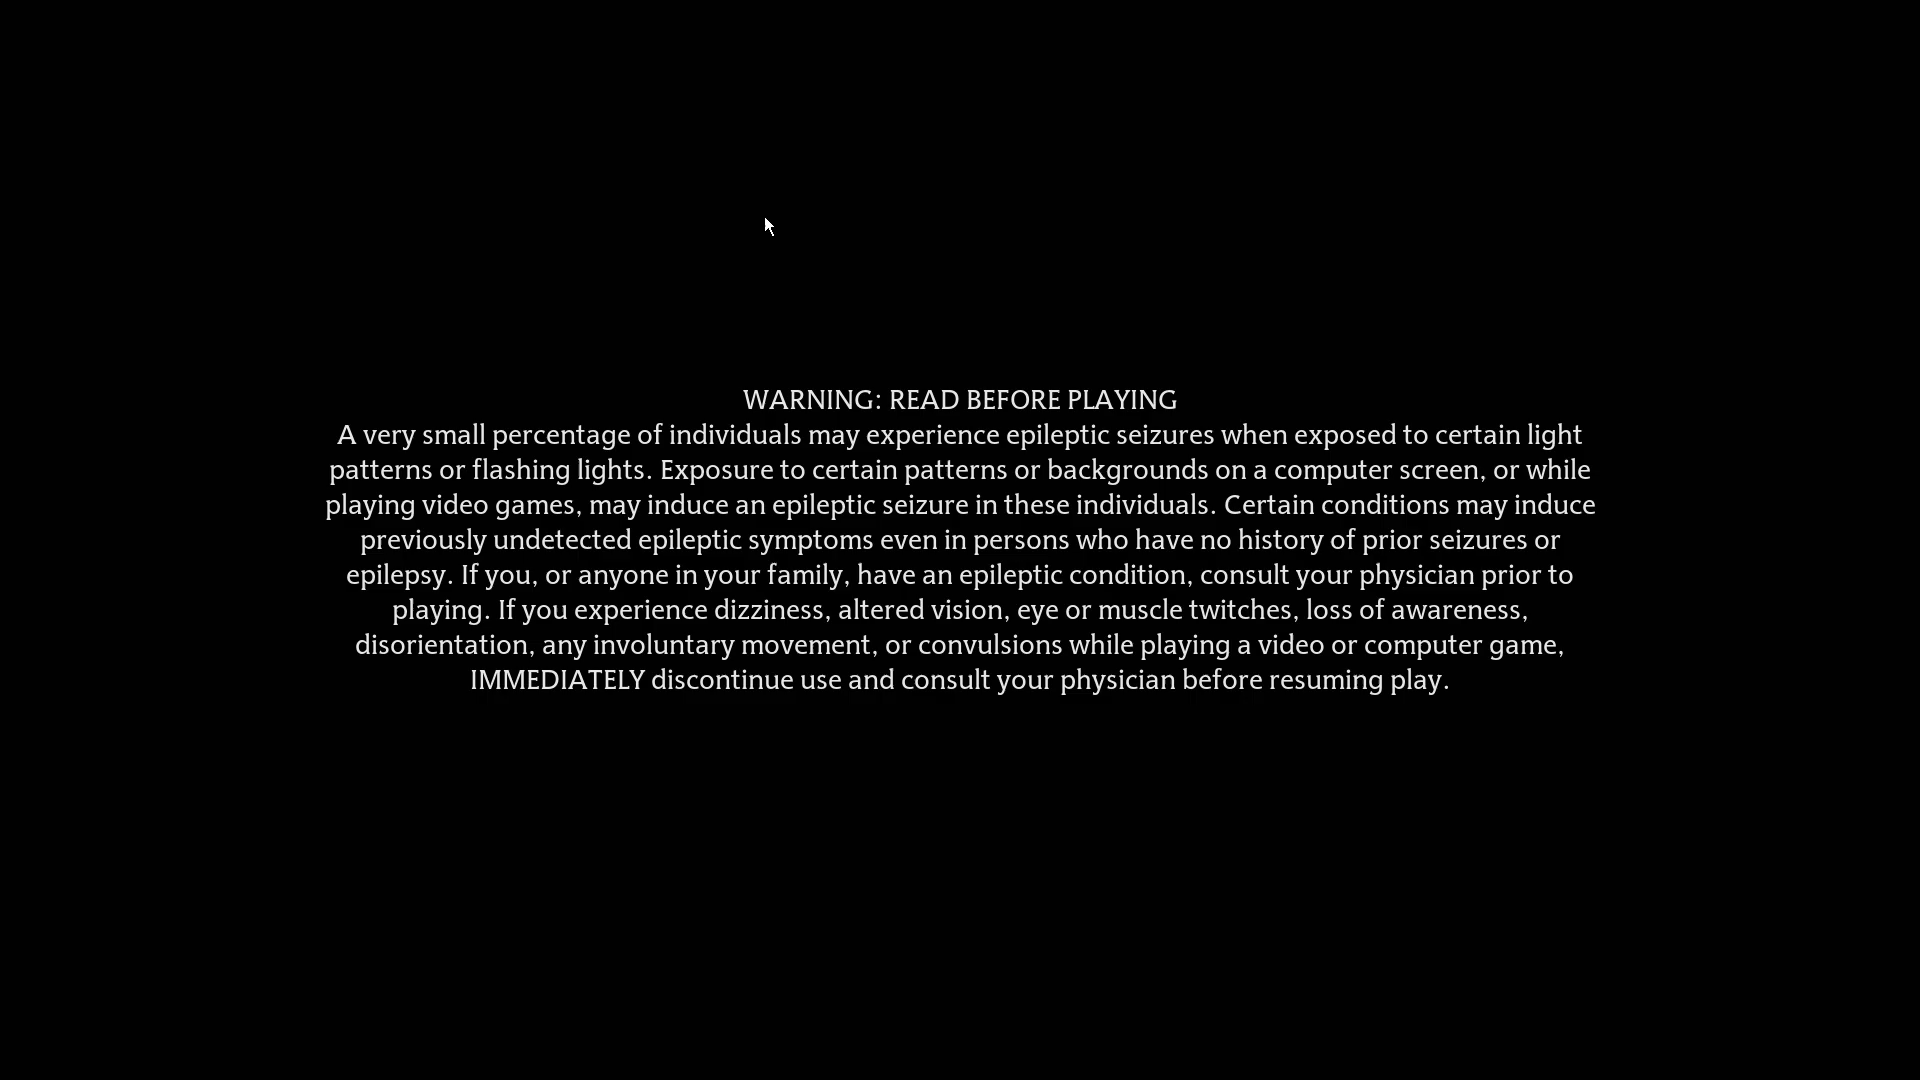 WARNING: READ BEFORE PLAYING
A very small percentage of individuals may experience epileptic seizures when exposed to certain light
patterns or flashing lights. Exposure to certain patterns or backgrounds on a computer screen, or while
playing video games, may induce an epileptic seizure in these individuals. Certain conditions may induce
previously undetected epileptic symptoms even in persons who have no history of prior seizures or
epilepsy. If you, or anyone in your family, have an epileptic condition, consult your physician prior to
playing. If you experience dizziness, altered vision, eye or muscle twitches, loss of awareness,
disorientation, any involuntary movement, or convulsions while playing a video or computer game,
IMMEDIATELY discontinue use and consult your physician before resuming play.